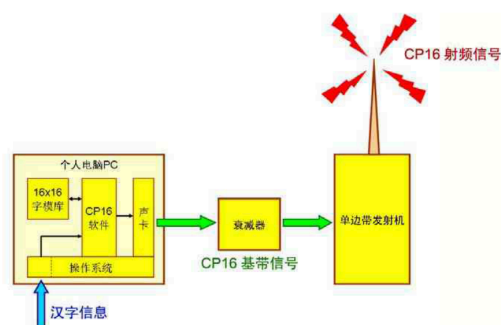 CP16 射频信号
个人电脑PC
16x16
字模库
CP16
软件
声
卡
操作系统
衰减器
单边带发射机
CP16 基带信号
汉字信息